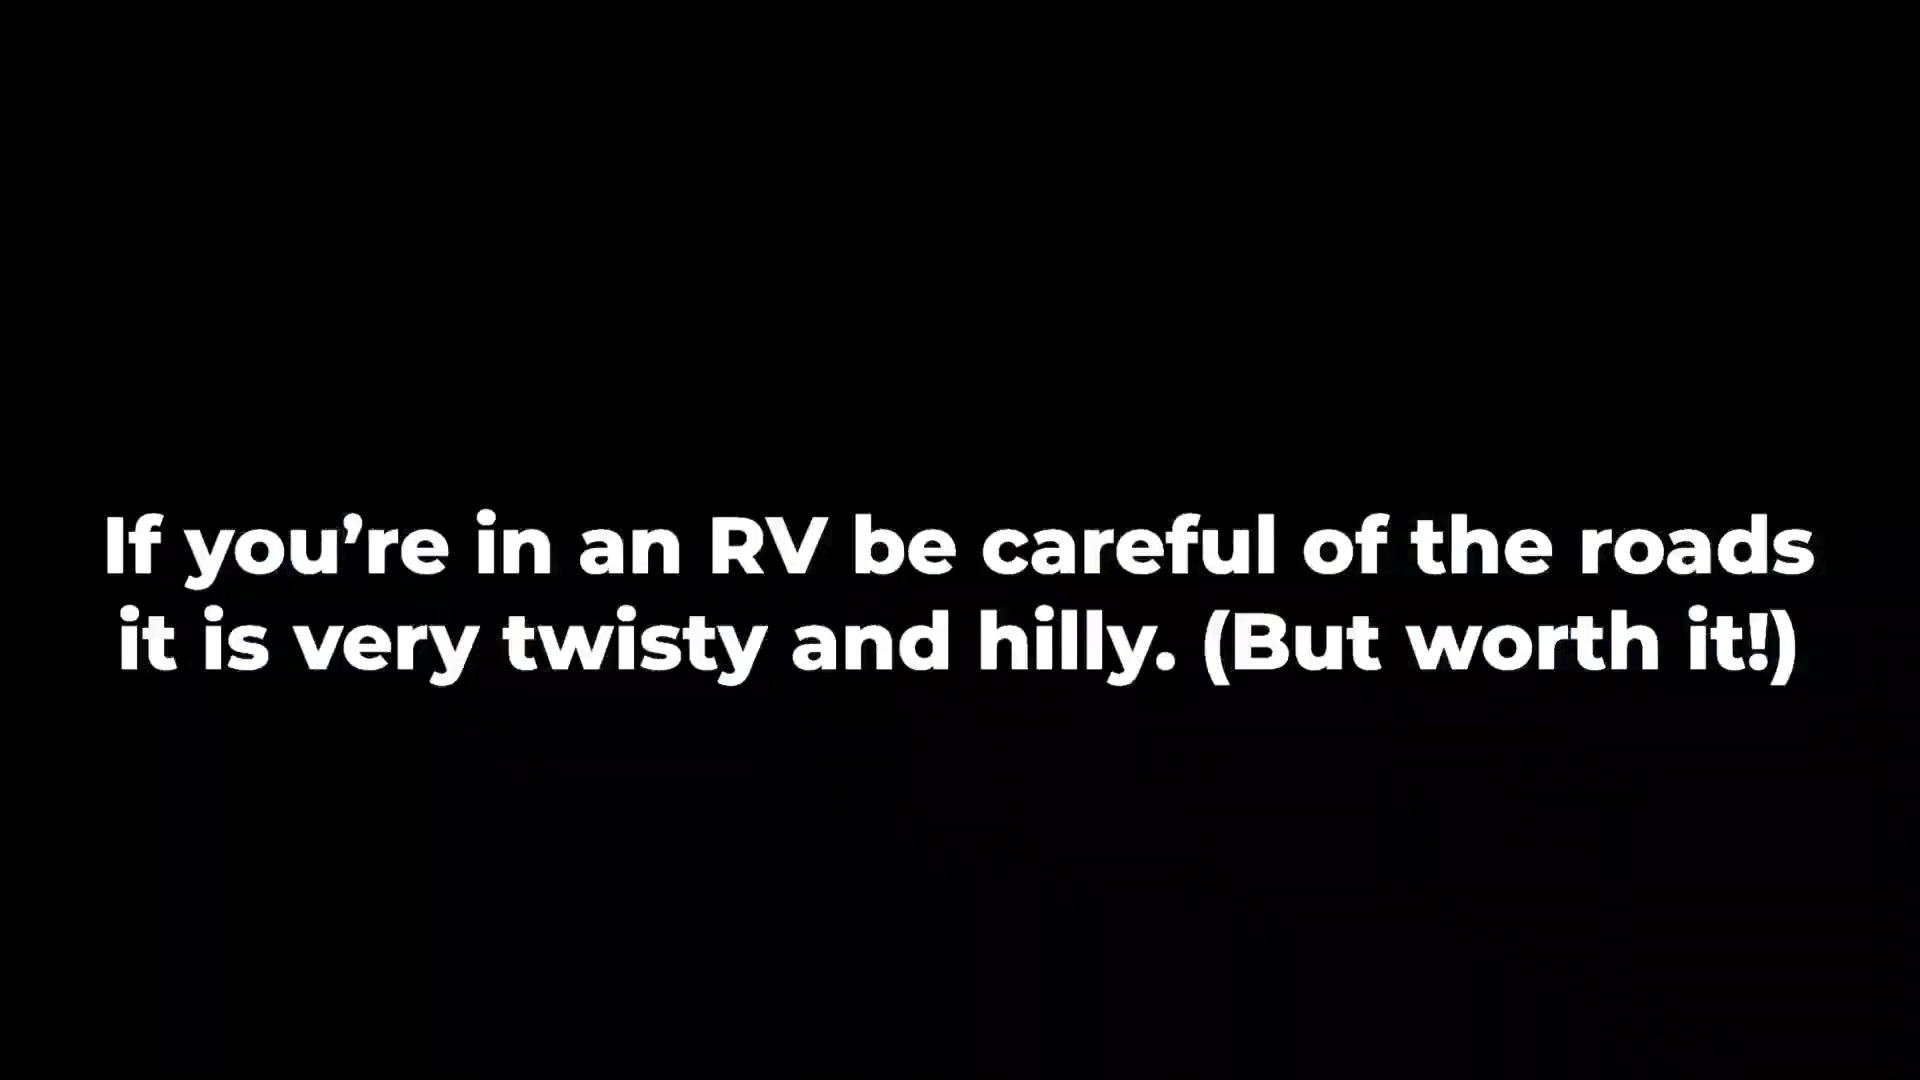 If you’re in an RV be careful of the roads
it is very twisty and hilly. (But worth it!)